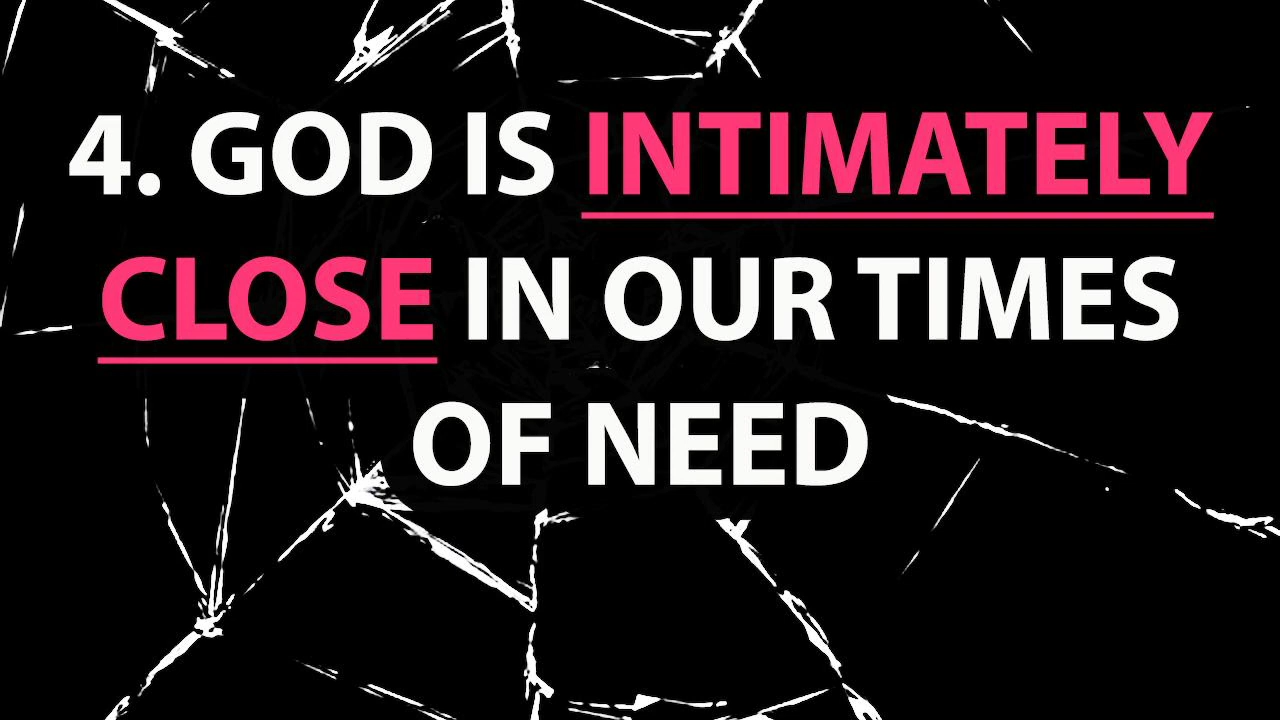 4. GOD IS INTIMATELY
CLOSE IN OUR TIMES
OF NEED